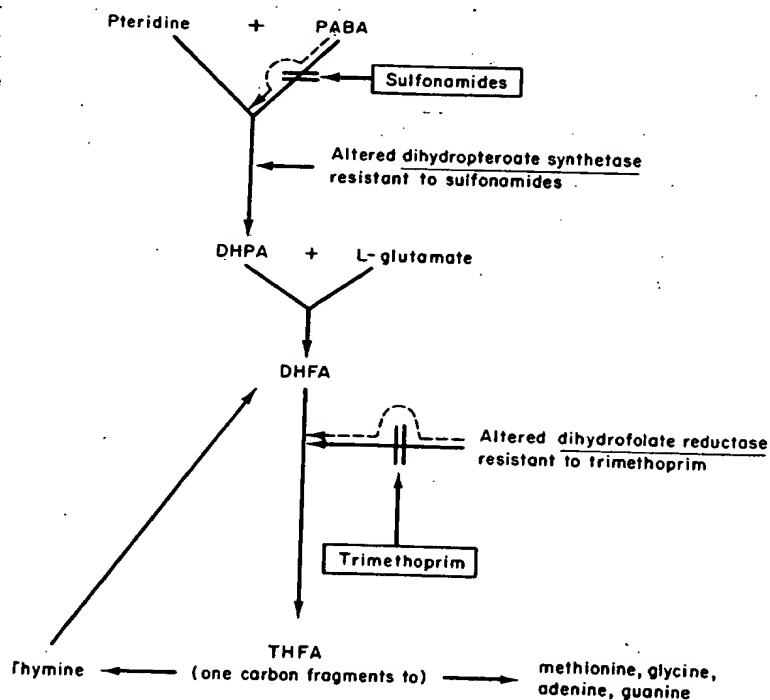 Pteridine + PABA
Sulfonamides
Altered dihydropteroate synthetase
resistant to sulfonamides
DHPA + L-glutamate
DHFA
Altered dihydrofolate reductase
resistant to trimethoprim
Trimethoprim
THFA
Thymine (one carbon fragments to) methionine, glycine,
adenine, guanine